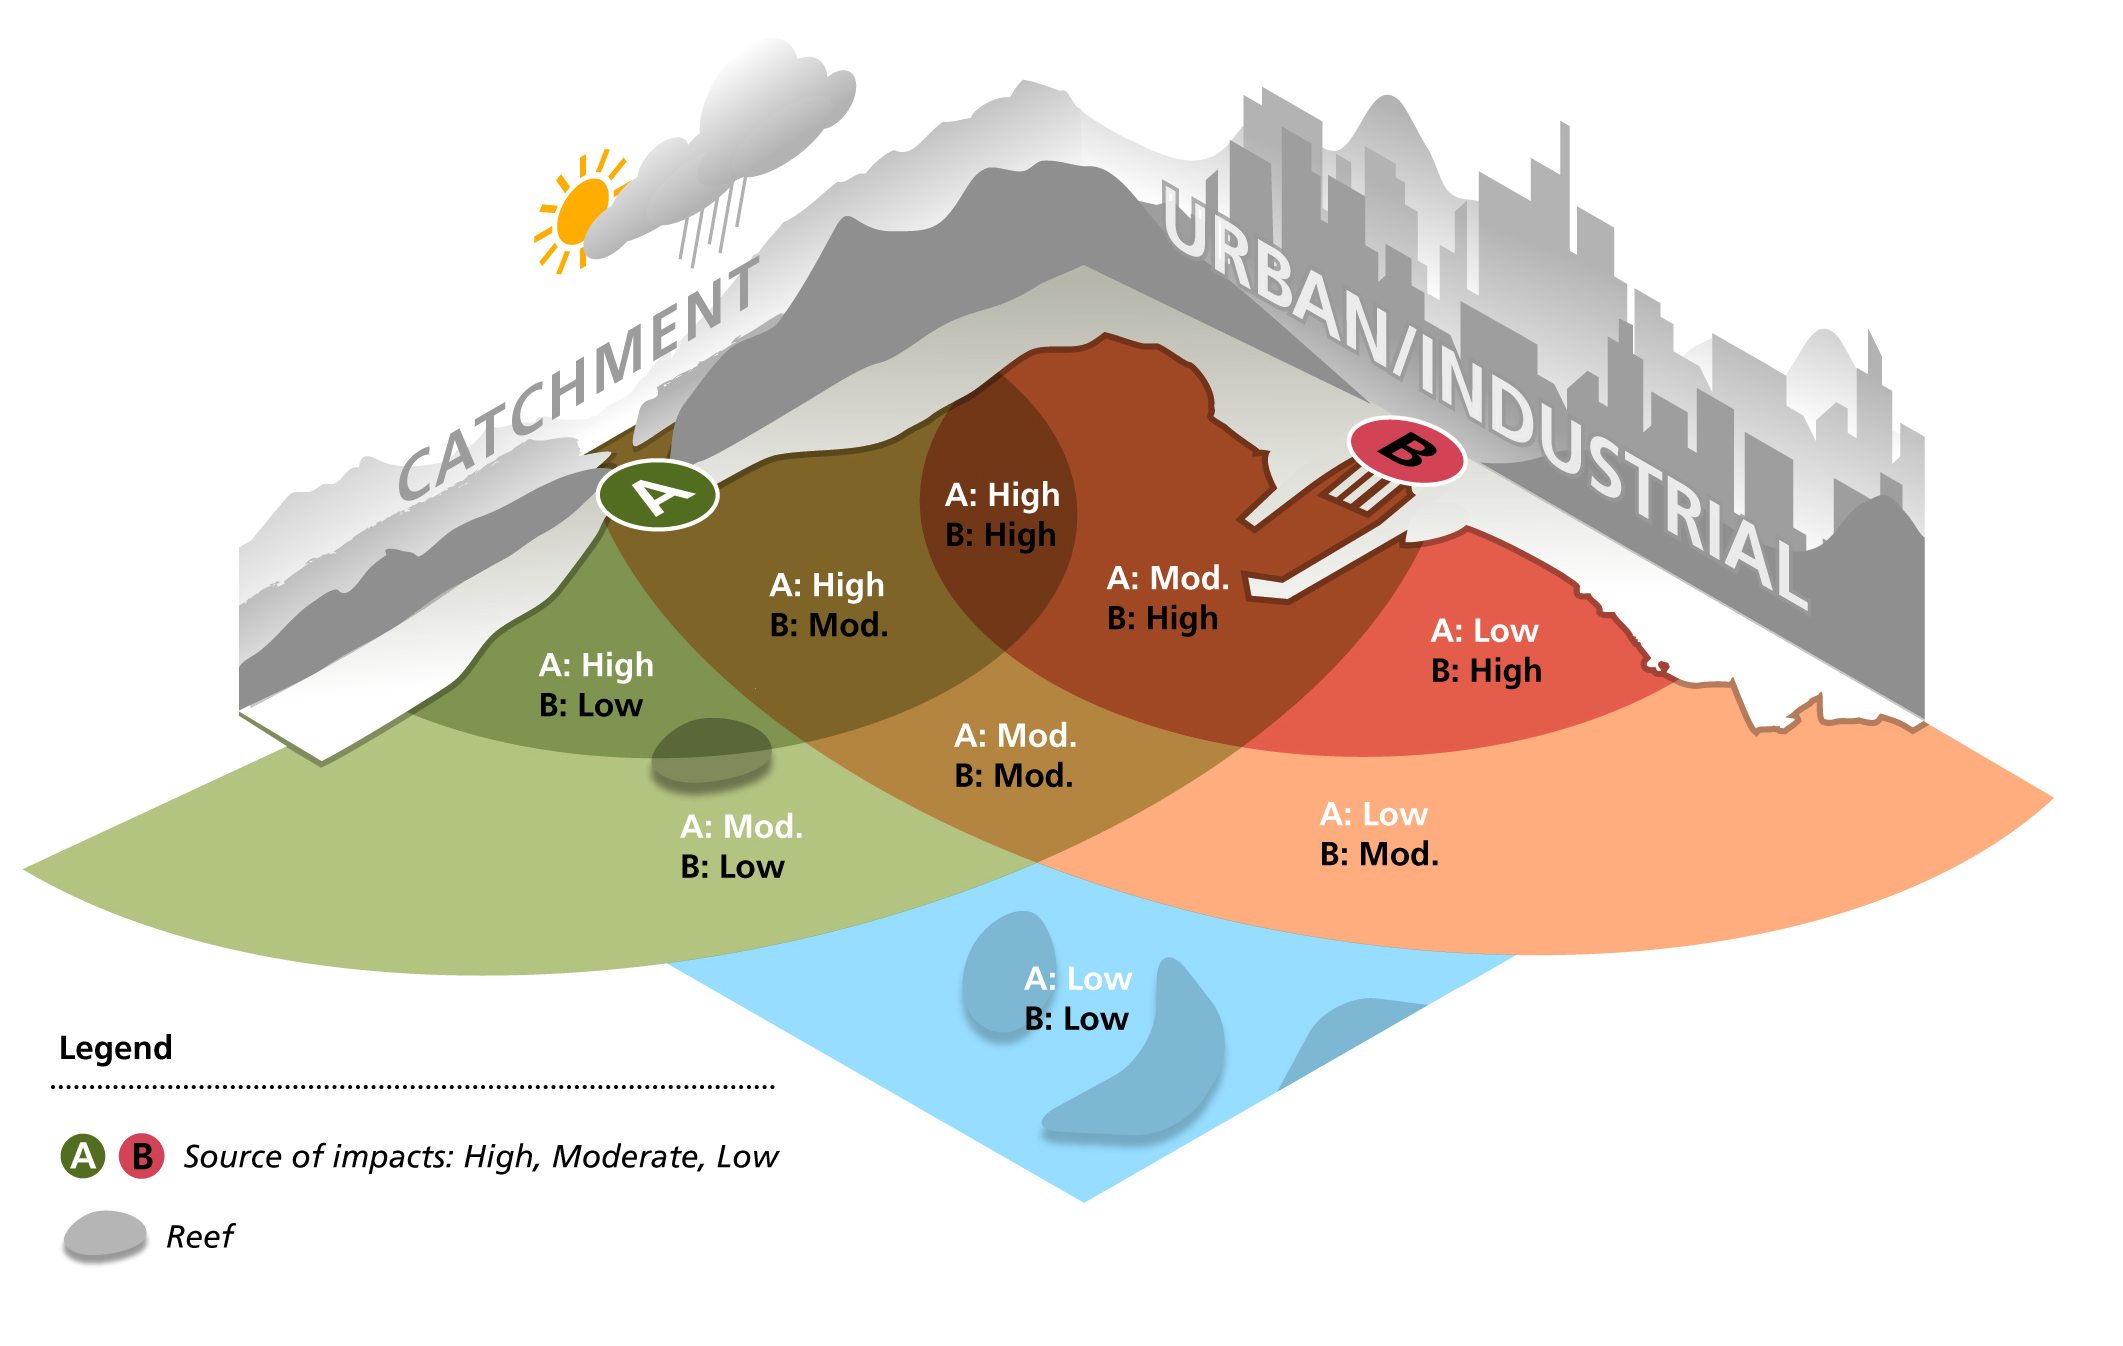 CATCHMENT
URBAN/INDUSTRIAL
A
B
A: High
B: High
A: High
B: Mod.
A: Mod.
B: High
A: High
B: Low
A: Low
B: High
A: Mod.
B: Mod.
A: Mod.
B: Low
A: Low
B: Mod.
A: Low
B: Low
Legend
A B Source of impacts: High, Moderate, Low
Reef